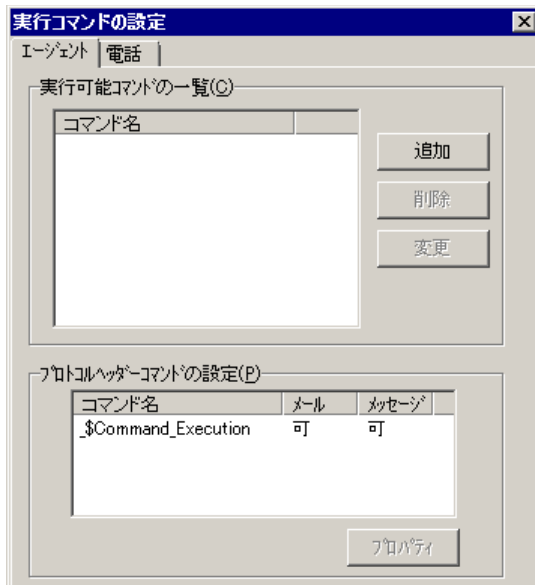 実行コマンドの設定
エージェント 電話
実行可能コマンドの一覧(C)
コマンド名
追加
削除
変更
プロトコルヘッダーコマンドの設定(P)
コマンド名 メール メッセージ
_$Command_Execution 可 可
プロパティ